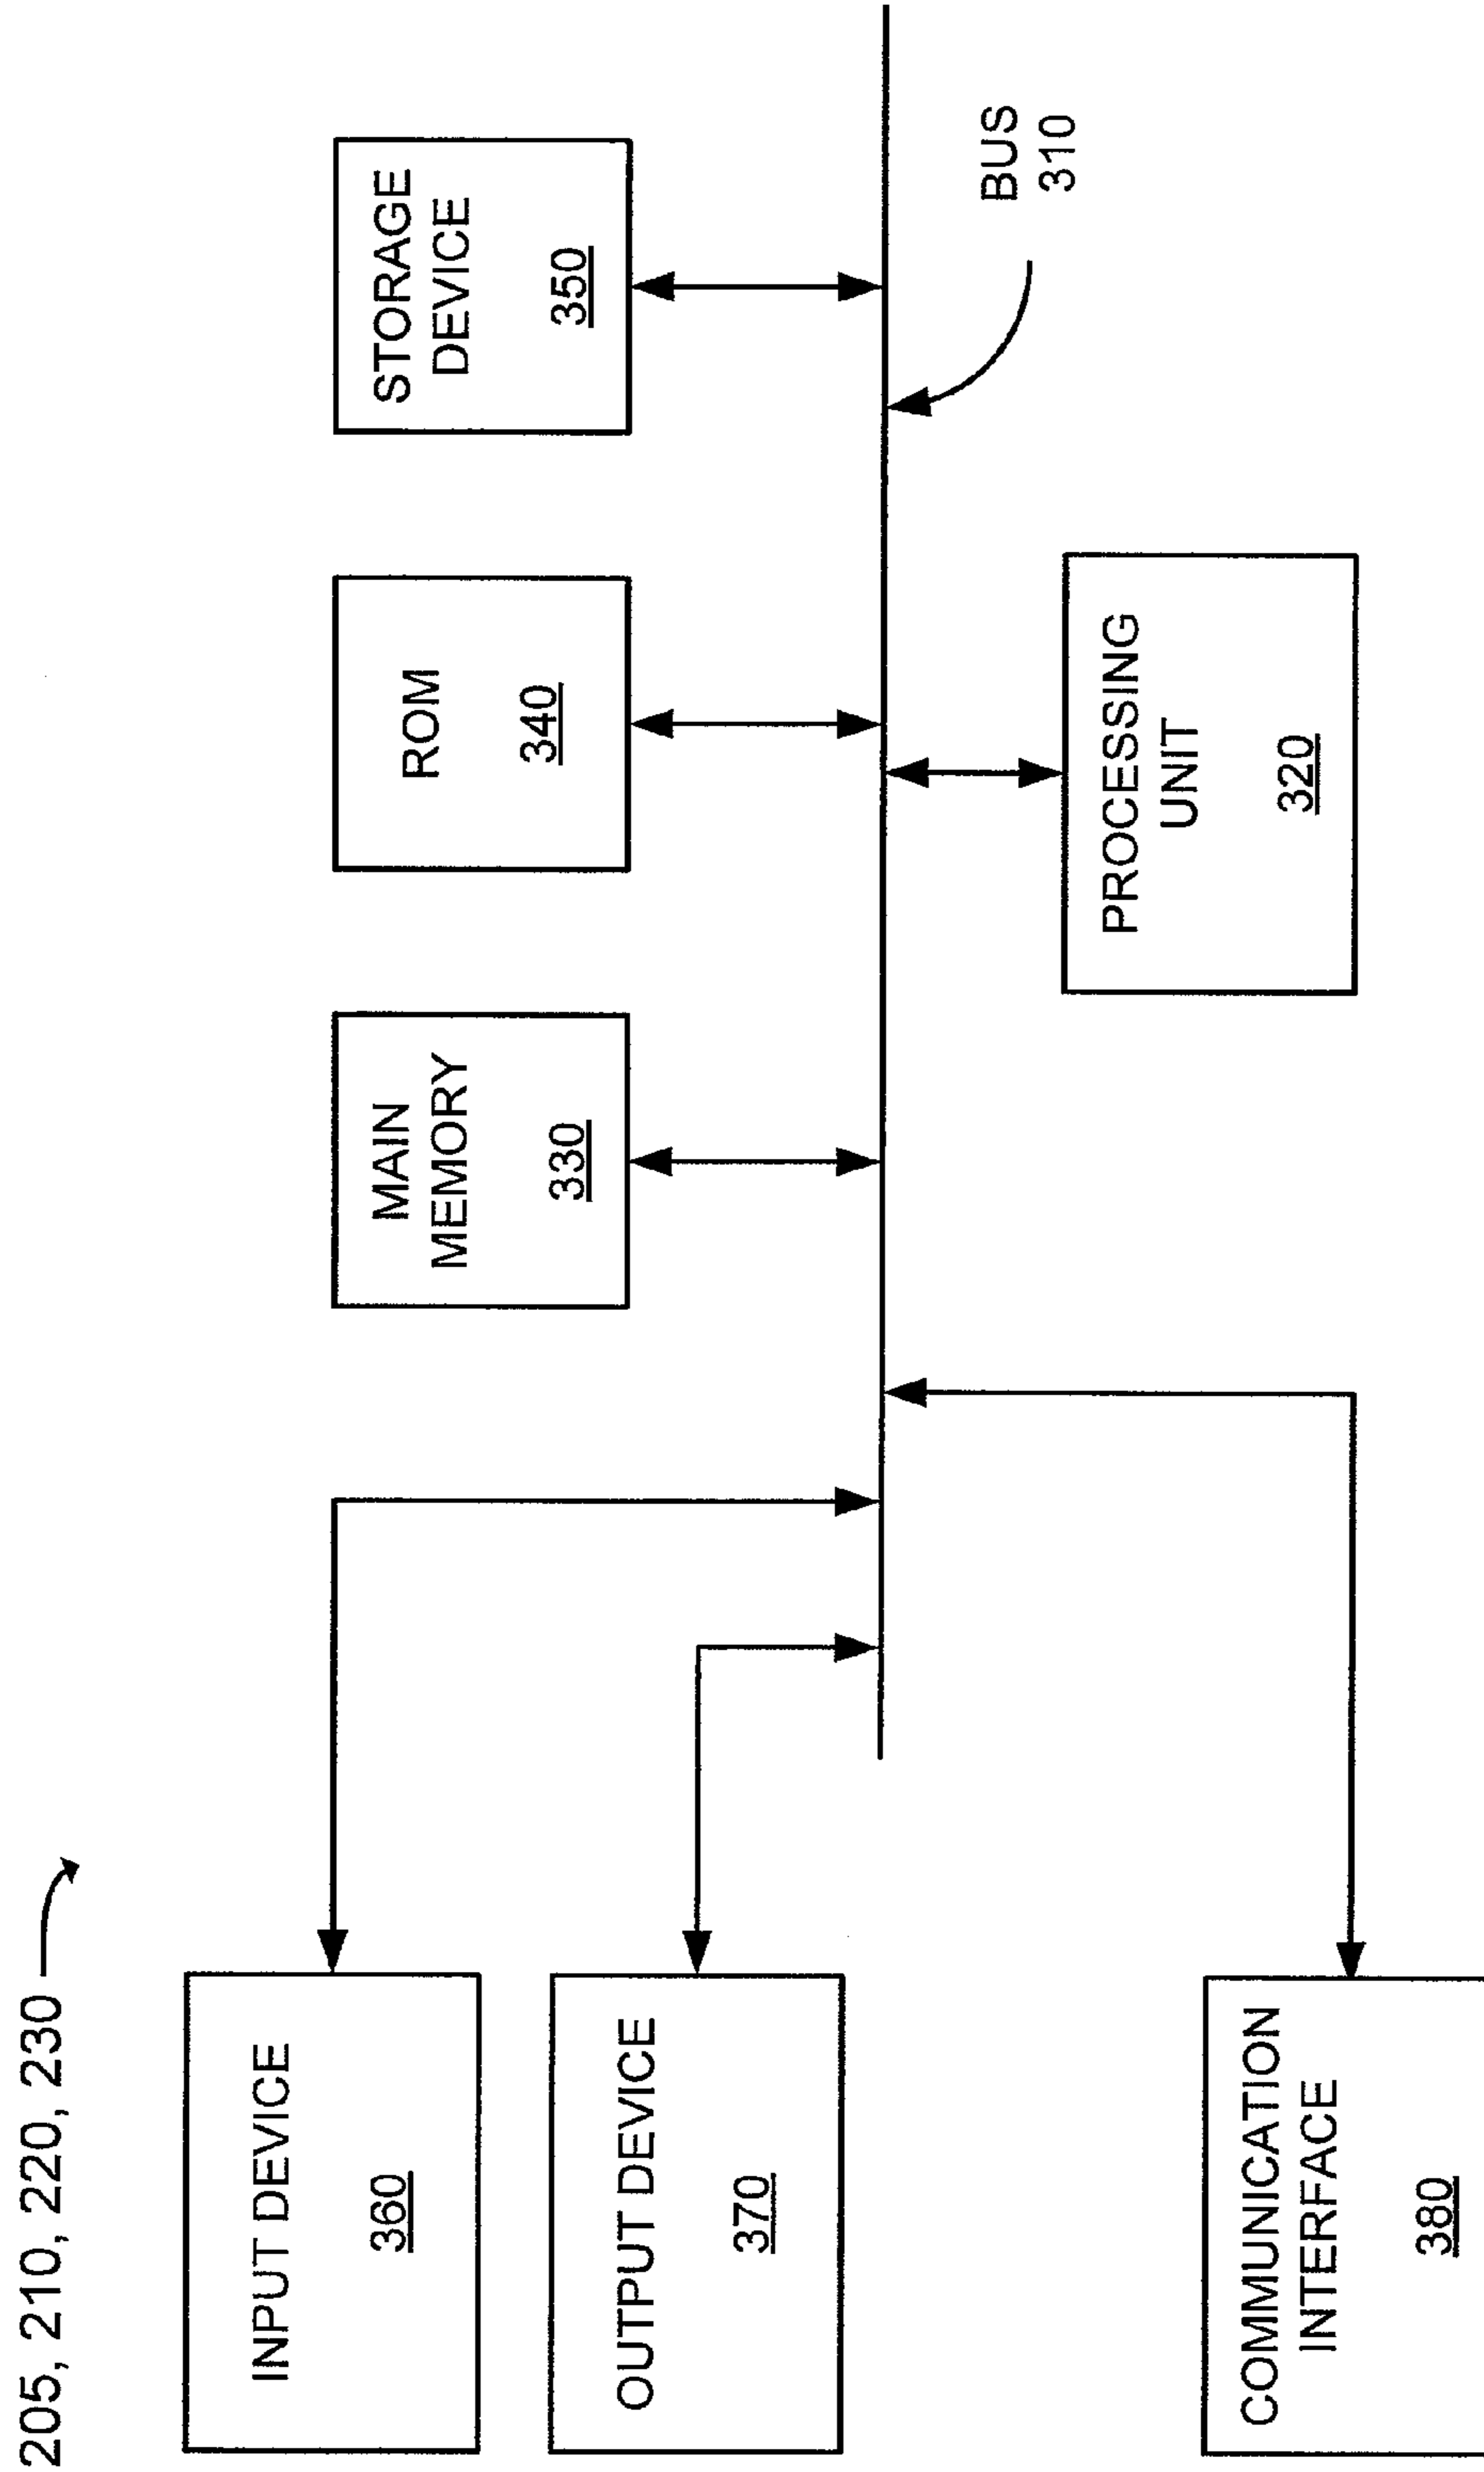 205, 210, 220, 230
INPUT DEVICE
360
OUTPUT DEVICE
370
COMMUNICATION
INTERFACE
380
MAIN
MEMORY
330
ROM
340
STORAGE
DEVICE
350
PROCESSING
UNIT
320
BUS
310